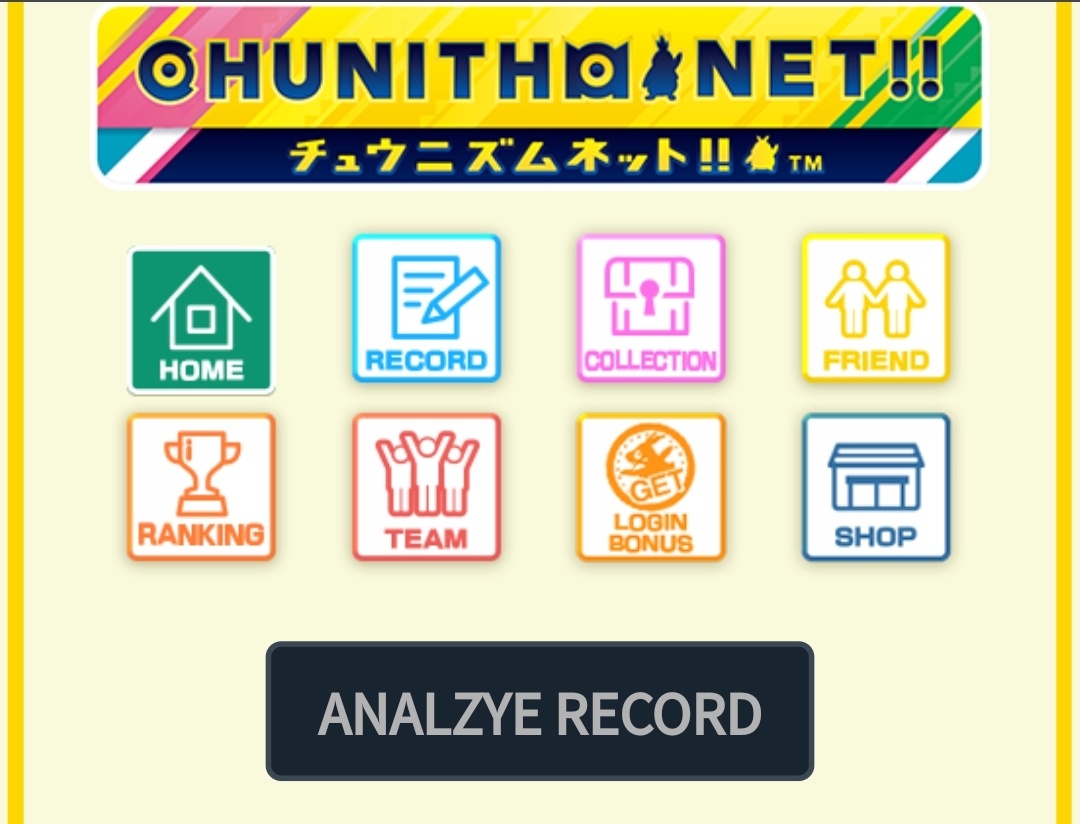 CHUNITHM NET!!
チュウニズムネット!! TM
HOME
RECORD
COLLECTION
FRIEND
RANKING
TEAM
GET
LOGIN
BONUS
SHOP
ANALZYE RECORD